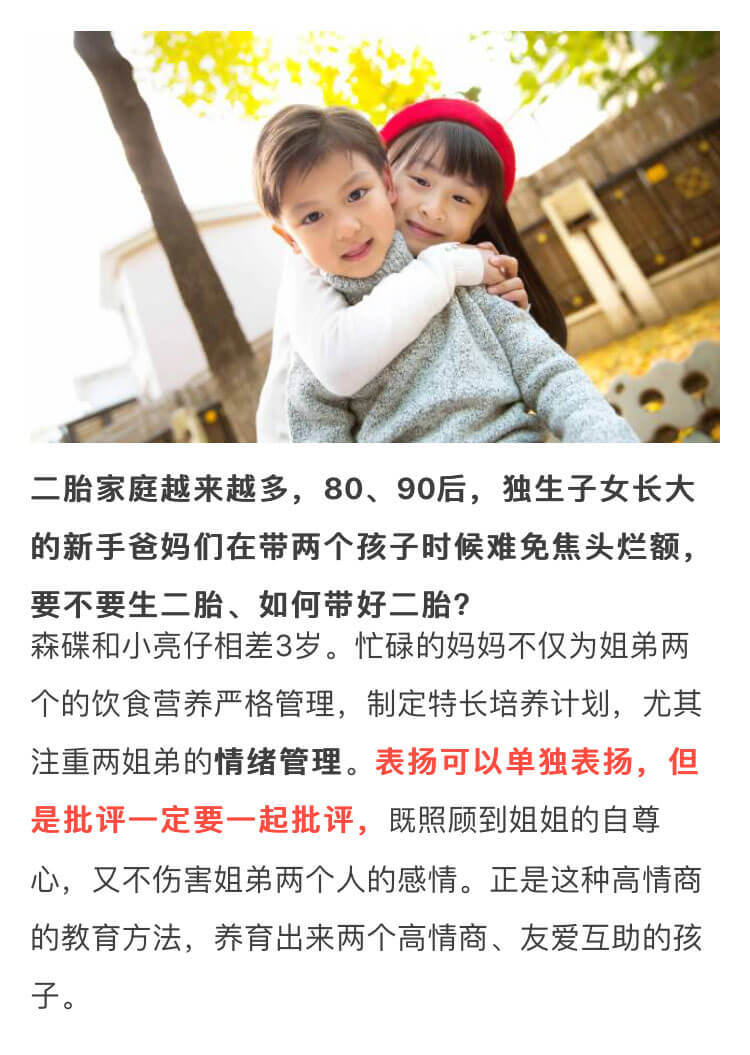 二胎家庭越来越多，80、90后，独生子女长大
的新手爸妈们在带两个孩子时候难免焦头烂额，
要不要生二胎、如何带好二胎?
森碟和小亮仔相差3岁。忙碌的妈妈不仅为姐弟两
个的饮食营养严格管理，制定特长培养计划，尤其
注重两姐弟的情绪管理。表扬可以单独表扬，但
是批评一定要一起批评，既照顾到姐姐的自尊
心，又不伤害姐弟两个人的感情。正是这种高情商
的教育方法，养育出来两个高情商、友爱互助的孩
子。